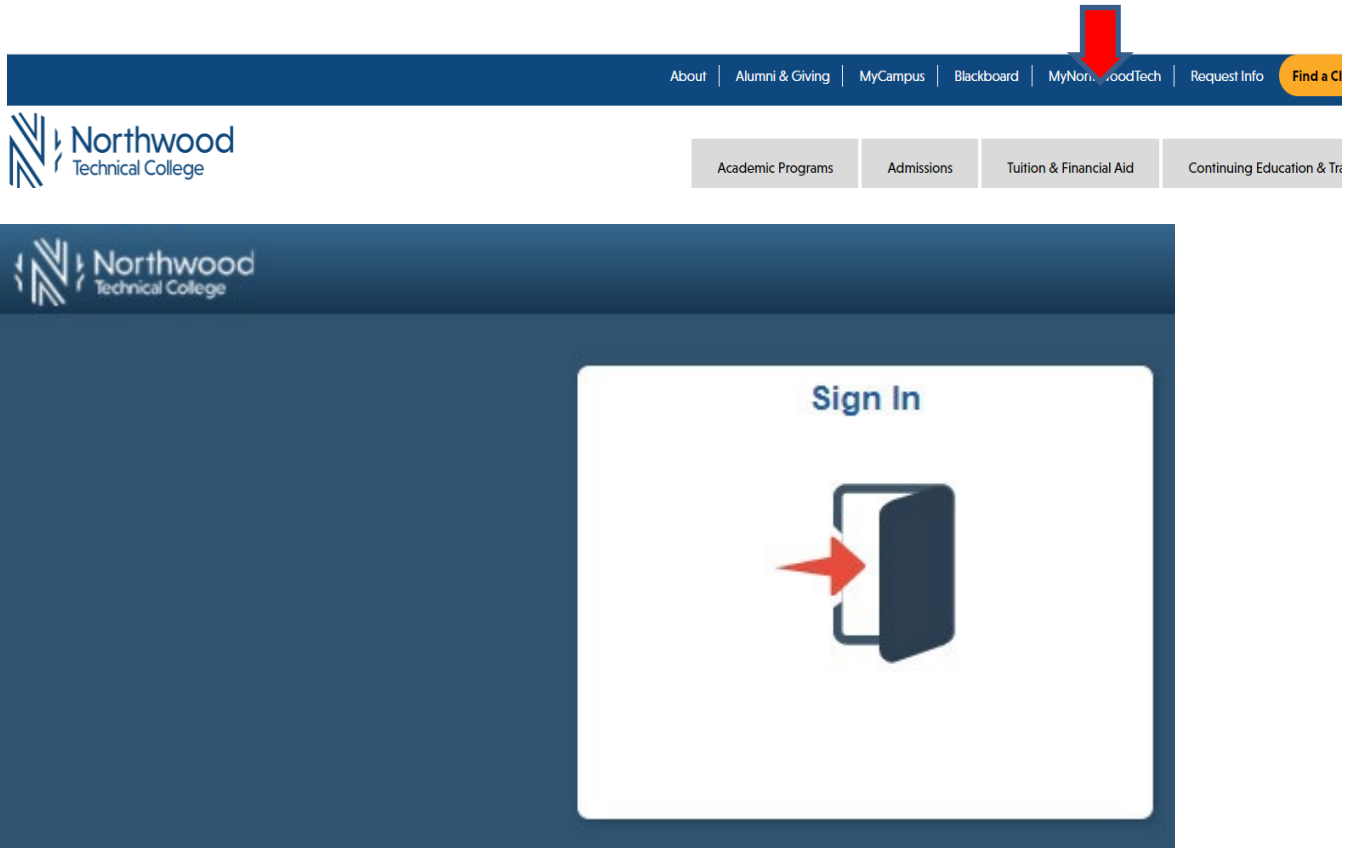 About | Alumni & Giving | MyCampus | Blackboard | | Request Info Find a
Northwood
Technical College
Academic Programs Admissions Tuition & Financial Aid Continuing Education &
Northwood
Technical College
Sign In